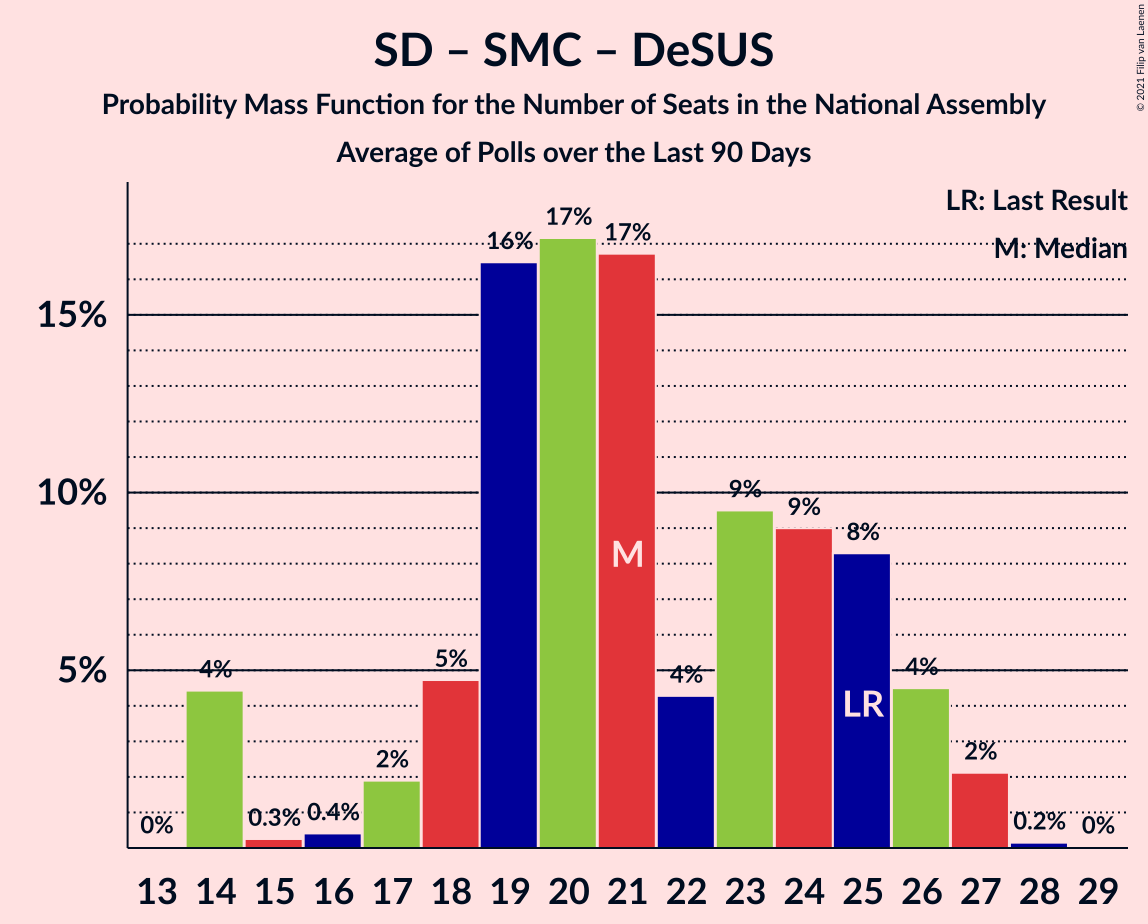 SD – SMC – DeSUS
Probability Mass Function for the Number of Seats in the National Assembly
Average of Polls over the Last 90 Days
© 2021 Filip van Laenen
LR: Last Result
M: Median
15%
10%
5%
0%
4%
0.3%
0.4%
2%
5%
16%
17%
17%
4%
9%
9%
8%
4%
2%
0.2%
0%
M
LR
13 14 15 16 17 18 19 20 21 22 23 24 25 26 27 28 29